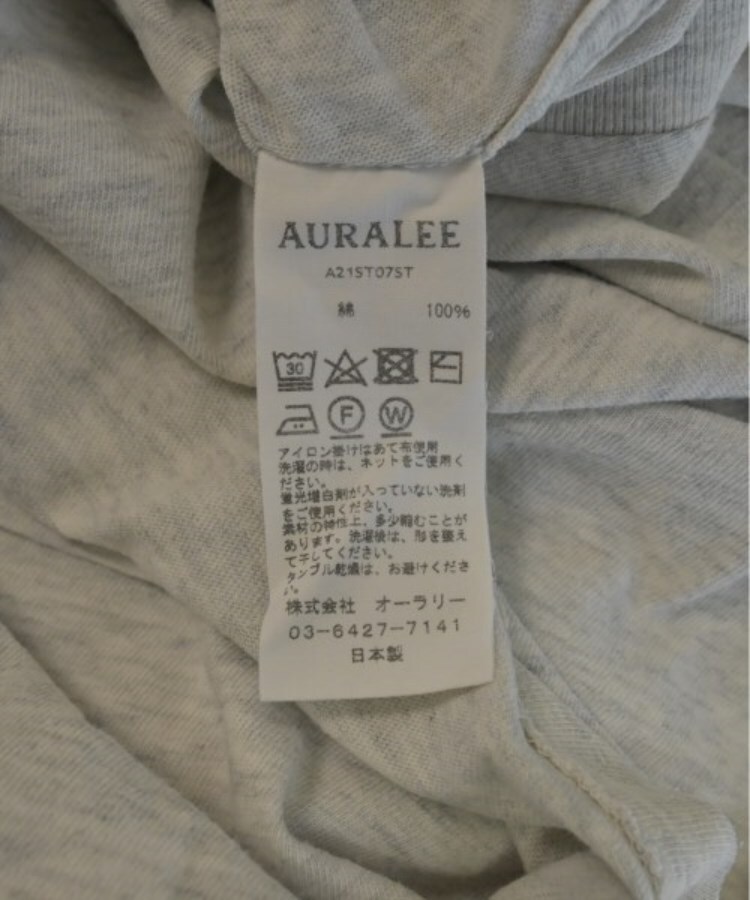 AURALEE
A21ST07ST
綿 100%
30
F W
アイロン掛けはあて布使用
洗濯の時は、ネットをご使用く
ださい。
蛍光増白剤が入っていない洗剤
をご使用ください。
素材の特性上、多少縮むことが
あります。洗濯後は、形を整え
て干してください。
タンブル乾燥は、お避けくださ
い。
株式会社 オーラリー
03-6427-7141
日本製